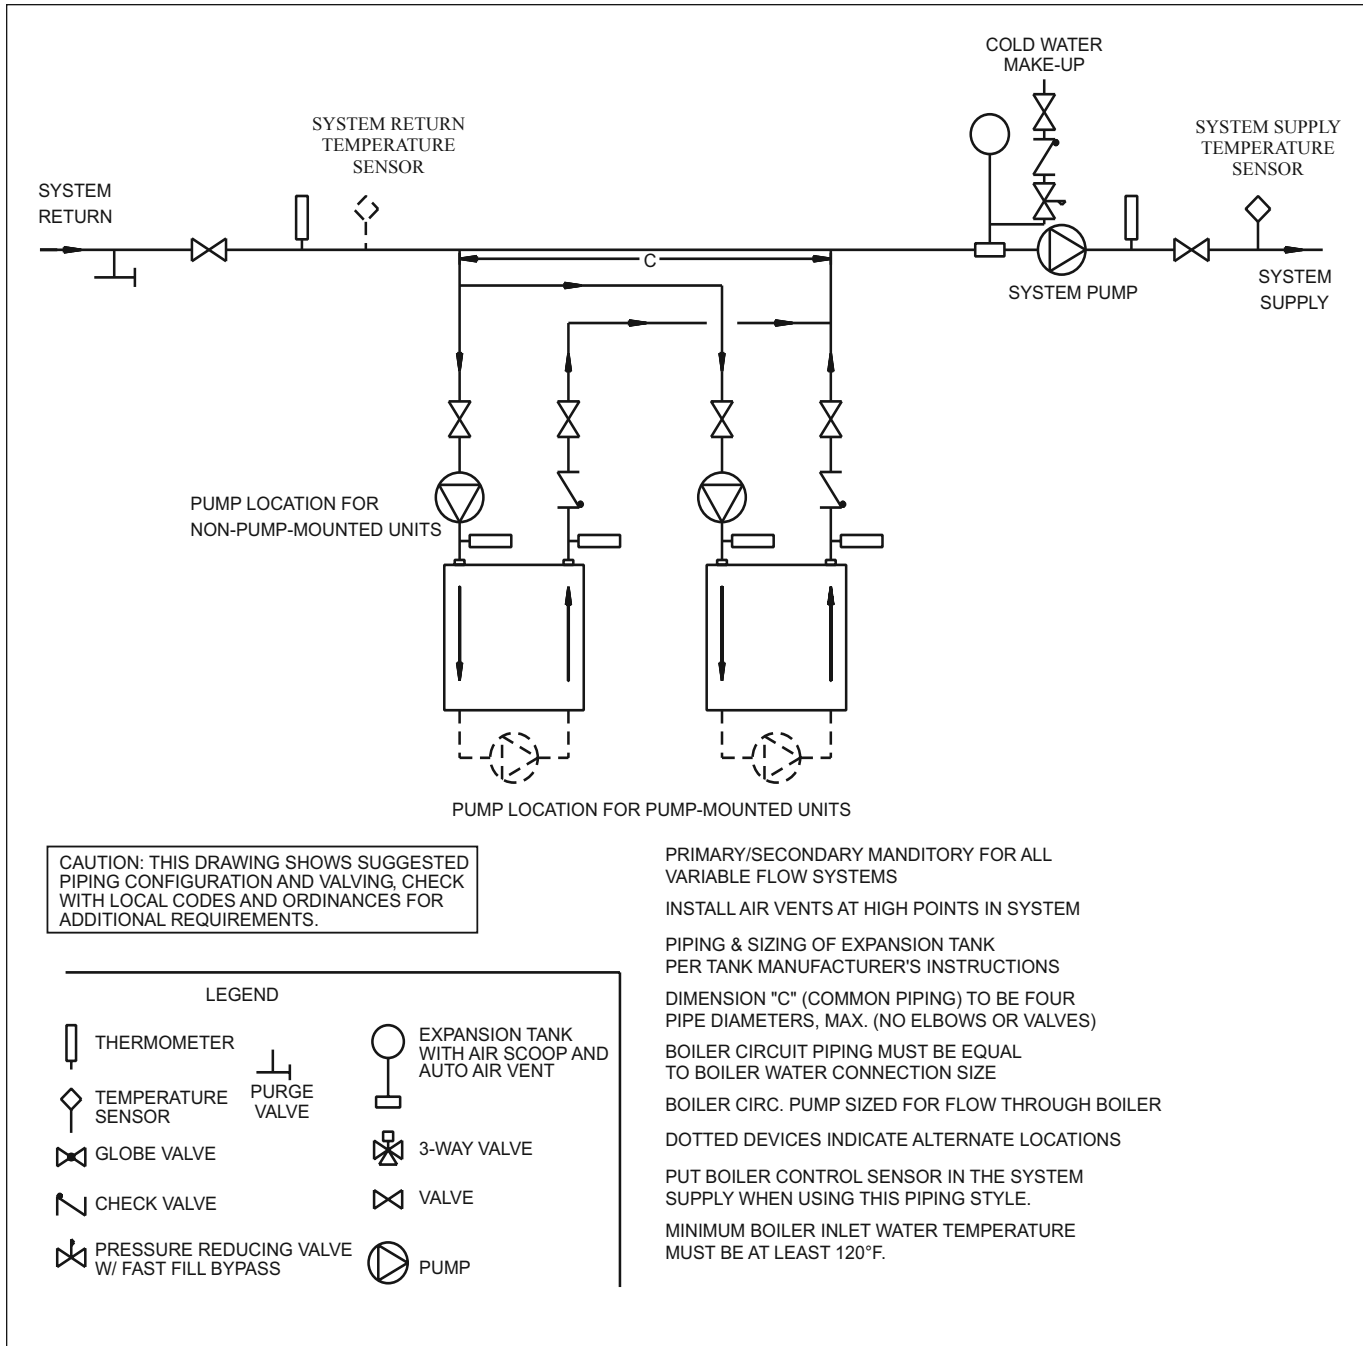 COLD WATER
MAKE-UP
SYSTEM RETURN
TEMPERATURE
SENSOR
SYSTEM SUPPLY
TEMPERATURE
SENSOR
SYSTEM
RETURN
C
SYSTEM PUMP
SYSTEM
SUPPLY
PUMP LOCATION FOR
NON-PUMP-MOUNTED UNITS
PUMP LOCATION FOR PUMP-MOUNTED UNITS
CAUTION: THIS DRAWING SHOWS SUGGESTED
PIPING CONFIGURATION AND VALVING, CHECK
WITH LOCAL CODES AND ORDINANCES FOR
ADDITIONAL REQUIREMENTS.
PRIMARY/SECONDARY MANDITORY FOR ALL
VARIABLE FLOW SYSTEMS
INSTALL AIR VENTS AT HIGH POINTS IN SYSTEM
PIPING & SIZING OF EXPANSION TANK
PER TANK MANUFACTURER'S INSTRUCTIONS
DIMENSION "C" (COMMON PIPING) TO BE FOUR
PIPE DIAMETERS, MAX. (NO ELBOWS OR VALVES)
BOILER CIRCUIT PIPING MUST BE EQUAL
TO BOILER WATER CONNECTION SIZE
BOILER CIRC. PUMP SIZED FOR FLOW THROUGH BOILER
DOTTED DEVICES INDICATE ALTERNATE LOCATIONS
PUT BOILER CONTROL SENSOR IN THE SYSTEM
SUPPLY WHEN USING THIS PIPING STYLE.
MINIMUM BOILER INLET WATER TEMPERATURE
MUST BE AT LEAST 120°F.
LEGEND
THERMOMETER
TEMPERATURE
SENSOR
GLOBE VALVE
CHECK VALVE
PRESSURE REDUCING VALVE
W/ FAST FILL BYPASS
PURGE
VALVE
EXPANSION TANK
WITH AIR SCOOP AND
AUTO AIR VENT
3-WAY VALVE
VALVE
PUMP